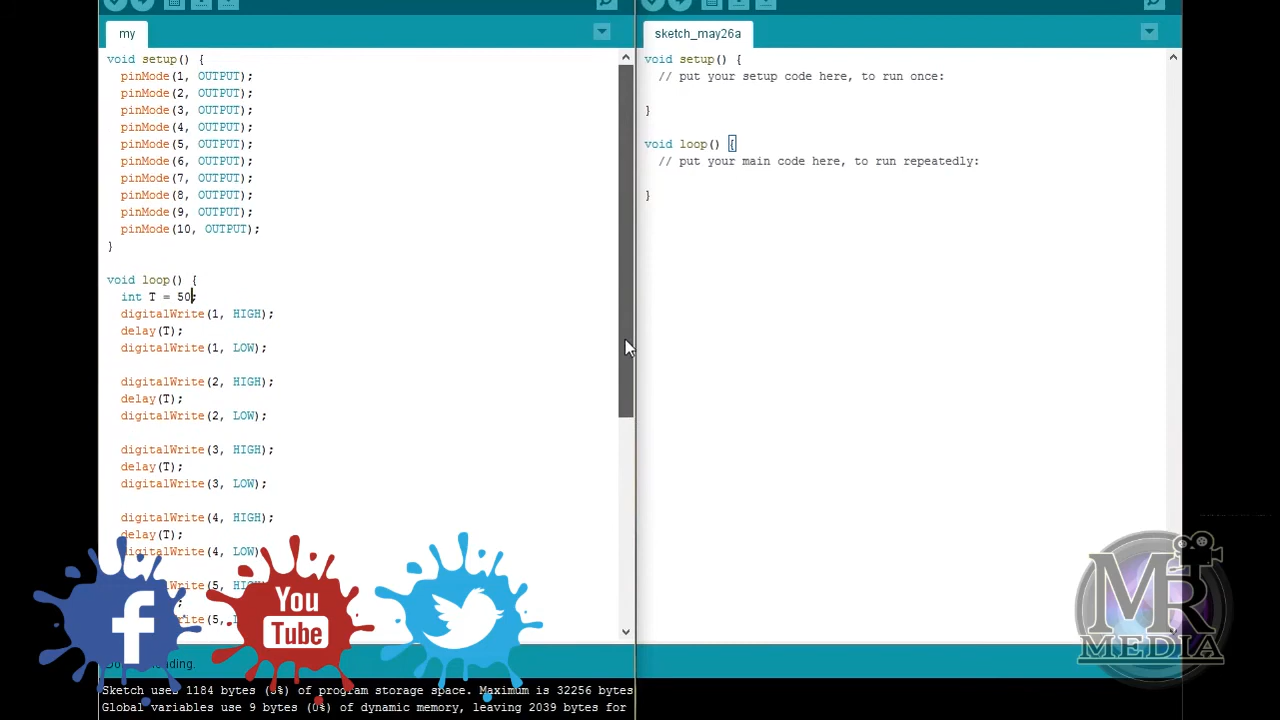 my
void setup() {
pinMode(1, OUTPUT);
pinMode(2, OUTPUT);
pinMode(3, OUTPUT);
pinMode(4, OUTPUT);
pinMode(5, OUTPUT);
pinMode(6, OUTPUT);
pinMode(7, OUTPUT);
pinMode(8, OUTPUT);
pinMode(9, OUTPUT);
pinMode(10, OUTPUT);
}
void loop() {
int T = 50;
digitalWrite(1, HIGH);
delay(T);
digitalWrite(1, LOW);
digitalWrite(2, HIGH);
delay(T);
digitalWrite(2, LOW);
digitalWrite(3, HIGH);
delay(T);
digitalWrite(3, LOW);
digitalWrite(4, HIGH);
delay(T);
digitalWrite(4, LOW)
(5,
(5,
Sketch uses 1184 bytes (3%) of program storage space. Maximum is 32256 bytes
Global variables use 9 bytes (0%) of dynamic memory, leaving 2039 bytes for
sketch_may26a
void setup() {
// put your setup code here, to run once:
}
void loop() {
// put your main code here, to run repeatedly:
}
f
You
Tube
MR
MEDIA